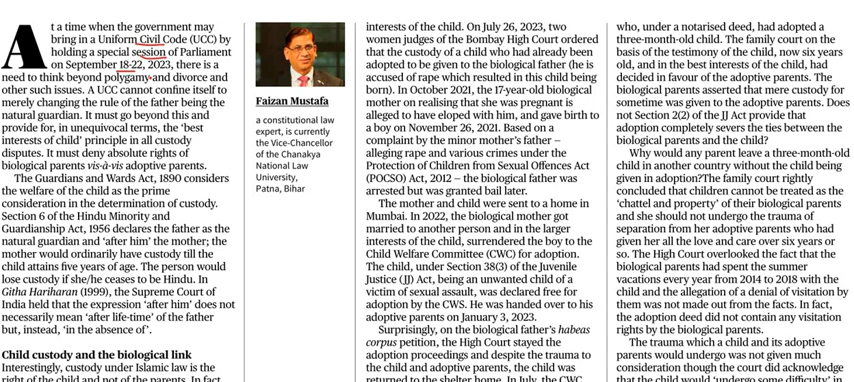 At a time when the government may
bring in a Uniform Civil Code (UCC) by
holding a special session of Parliament
on September 18-22, 2023, there is a
need to think beyond polygamy and divorce and
other such issues. A UCC cannot confine itself to
merely changing the rule of the father being the
natural guardian. It must go beyond this and
provide for, in unequivocal terms, the ‘best
interests of child’ principle in all custody
disputes. It must deny absolute rights of
biological parents vis-à-vis adoptive parents.
The Guardians and Wards Act, 1890 considers
the welfare of the child as the prime
consideration in the determination of custody.
Section 6 of the Hindu Minority and
Guardianship Act, 1956 declares the father as the
natural guardian and ‘after him’ the mother; the
mother would ordinarily have custody till the
child attains five years of age. The person would
lose custody if she/he ceases to be Hindu. In
Githa Hariharan (1999), the Supreme Court of
India held that the expression ‘after him’ does not
necessarily mean ‘after life-time’ of the father
but, instead, ‘in the absence of’.
Child custody and the biological link
Interestingly, custody under Islamic law is the
right of the child and not of the parents. In fact
Faizan Mustafa
a constitutional law
expert, is currently
the Vice-Chancellor
of the Chanakya
National Law
University,
Patna, Bihar
interests of the child. On July 26, 2023, two
women judges of the Bombay High Court ordered
that the custody of a child who had already been
adopted to be given to the biological father (he is
accused of rape which resulted in this child being
born). In October 2021, the 17-year-old biological
mother on realising that she was pregnant is
alleged to have eloped with him, and gave birth to
a boy on November 26, 2021. Based on a
complaint by the minor mother’s father —
alleging rape and various crimes under the
Protection of Children from Sexual Offences Act
(POCSO) Act, 2012 — the biological father was
arrested but was granted bail later.
The mother and child were sent to a home in
Mumbai. In 2022, the biological mother got
married to another person and in the larger
interests of the child, surrendered the boy to the
Child Welfare Committee (CWC) for adoption.
The child, under Section 38(3) of the Juvenile
Justice (JJ) Act, being an unwanted child of a
victim of sexual assault, was declared free for
adoption by the CWS. He was handed over to his
adoptive parents on January 3, 2023.
Surprisingly, on the biological father’s habeas
corpus petition, the High Court stayed the
adoption proceedings and despite the trauma to
the child and adoptive parents, the child was
returned to the shelter home. In July, the CWC
who, under a notarised deed, had adopted a
three-month-old child. The family court on the
basis of the testimony of the child, now six years
old, and in the best interests of the child, had
decided in favour of the adoptive parents. The
biological parents asserted that mere custody for
sometime was given to the adoptive parents. Does
not Section 2(2) of the JJ Act provide that
adoption completely severs the ties between the
biological parents and the child?
Why would any parent leave a three-month-old
child in another country without the child being
given in adoption?The family court rightly
concluded that children cannot be treated as the
‘chattel and property’ of their biological parents
and she should not undergo the trauma of
separation from her adoptive parents who had
given her all the love and care over six years or
so. The High Court overlooked the fact that the
biological parents had spent the summer
vacations every year from 2014 to 2018 with the
child and the allegation of a denial of visitation by
them was not made out from the facts. In fact,
the adoption deed did not contain any visitation
rights by the biological parents.
The trauma which a child and its adoptive
parents would undergo was not given much
consideration though the court did acknowledge
that the child would ‘undergo some difficulty’ in